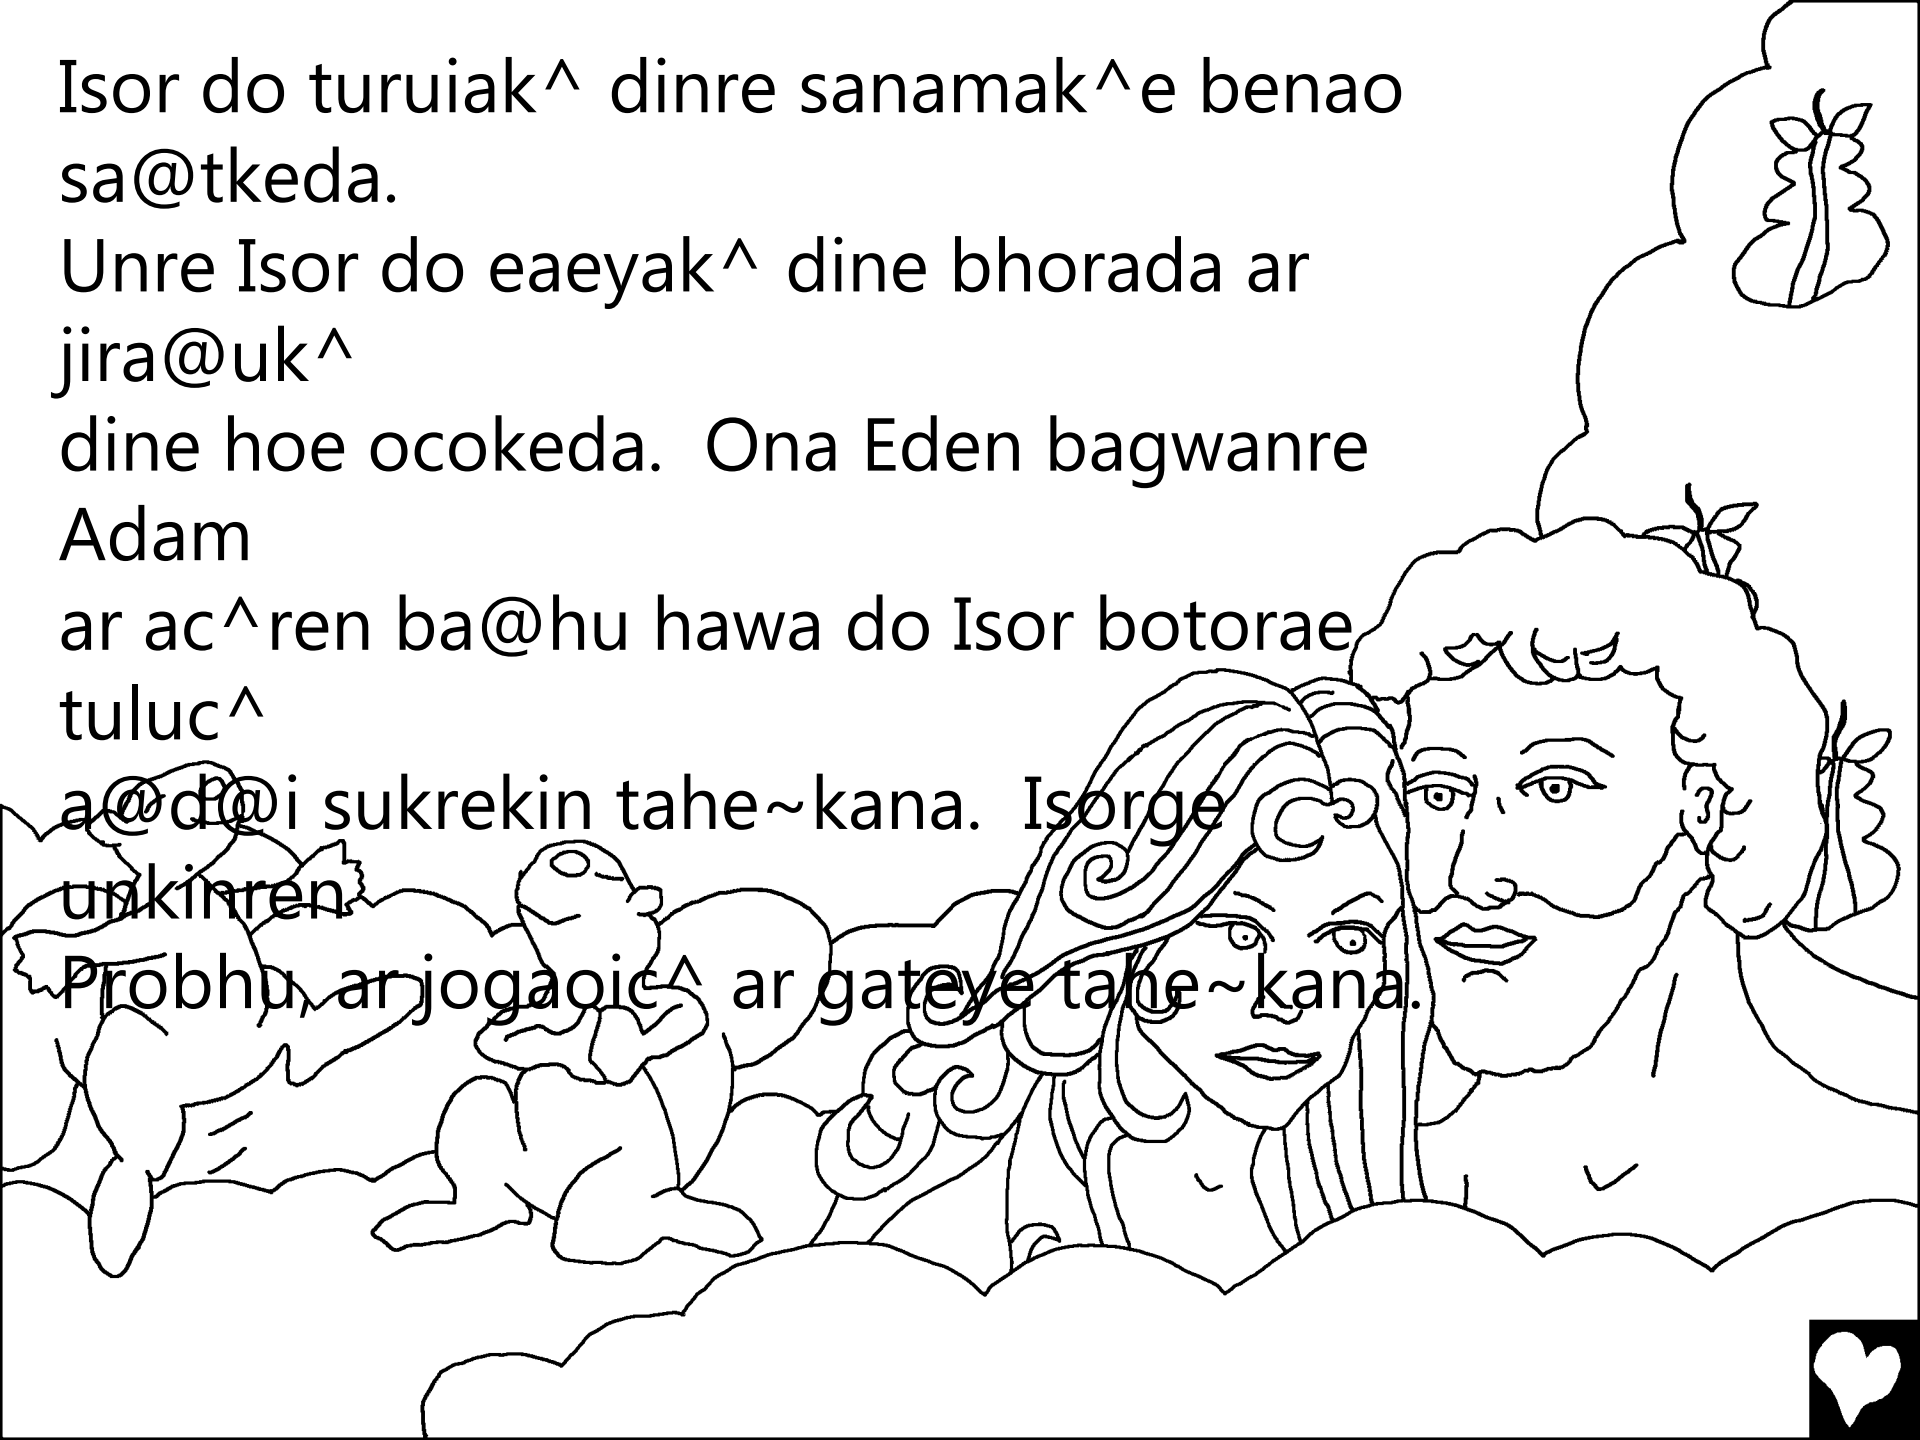 Isor do turuiak^ dinre sanamak^e benao
sa@tkeda.
Unre Isor do eaeyak^ dine bhorada ar
jira@uk^
dine hoe ocokeda.  Ona Eden bagwanre
Adam
ar ac^ren ba@hu hawa do Isor botorae
tuluc^
a@d@i sukrekin tahe~kana.  Isorge
unkinren
Probhu, ar jogaoic^ ar gateye tahe~kana.